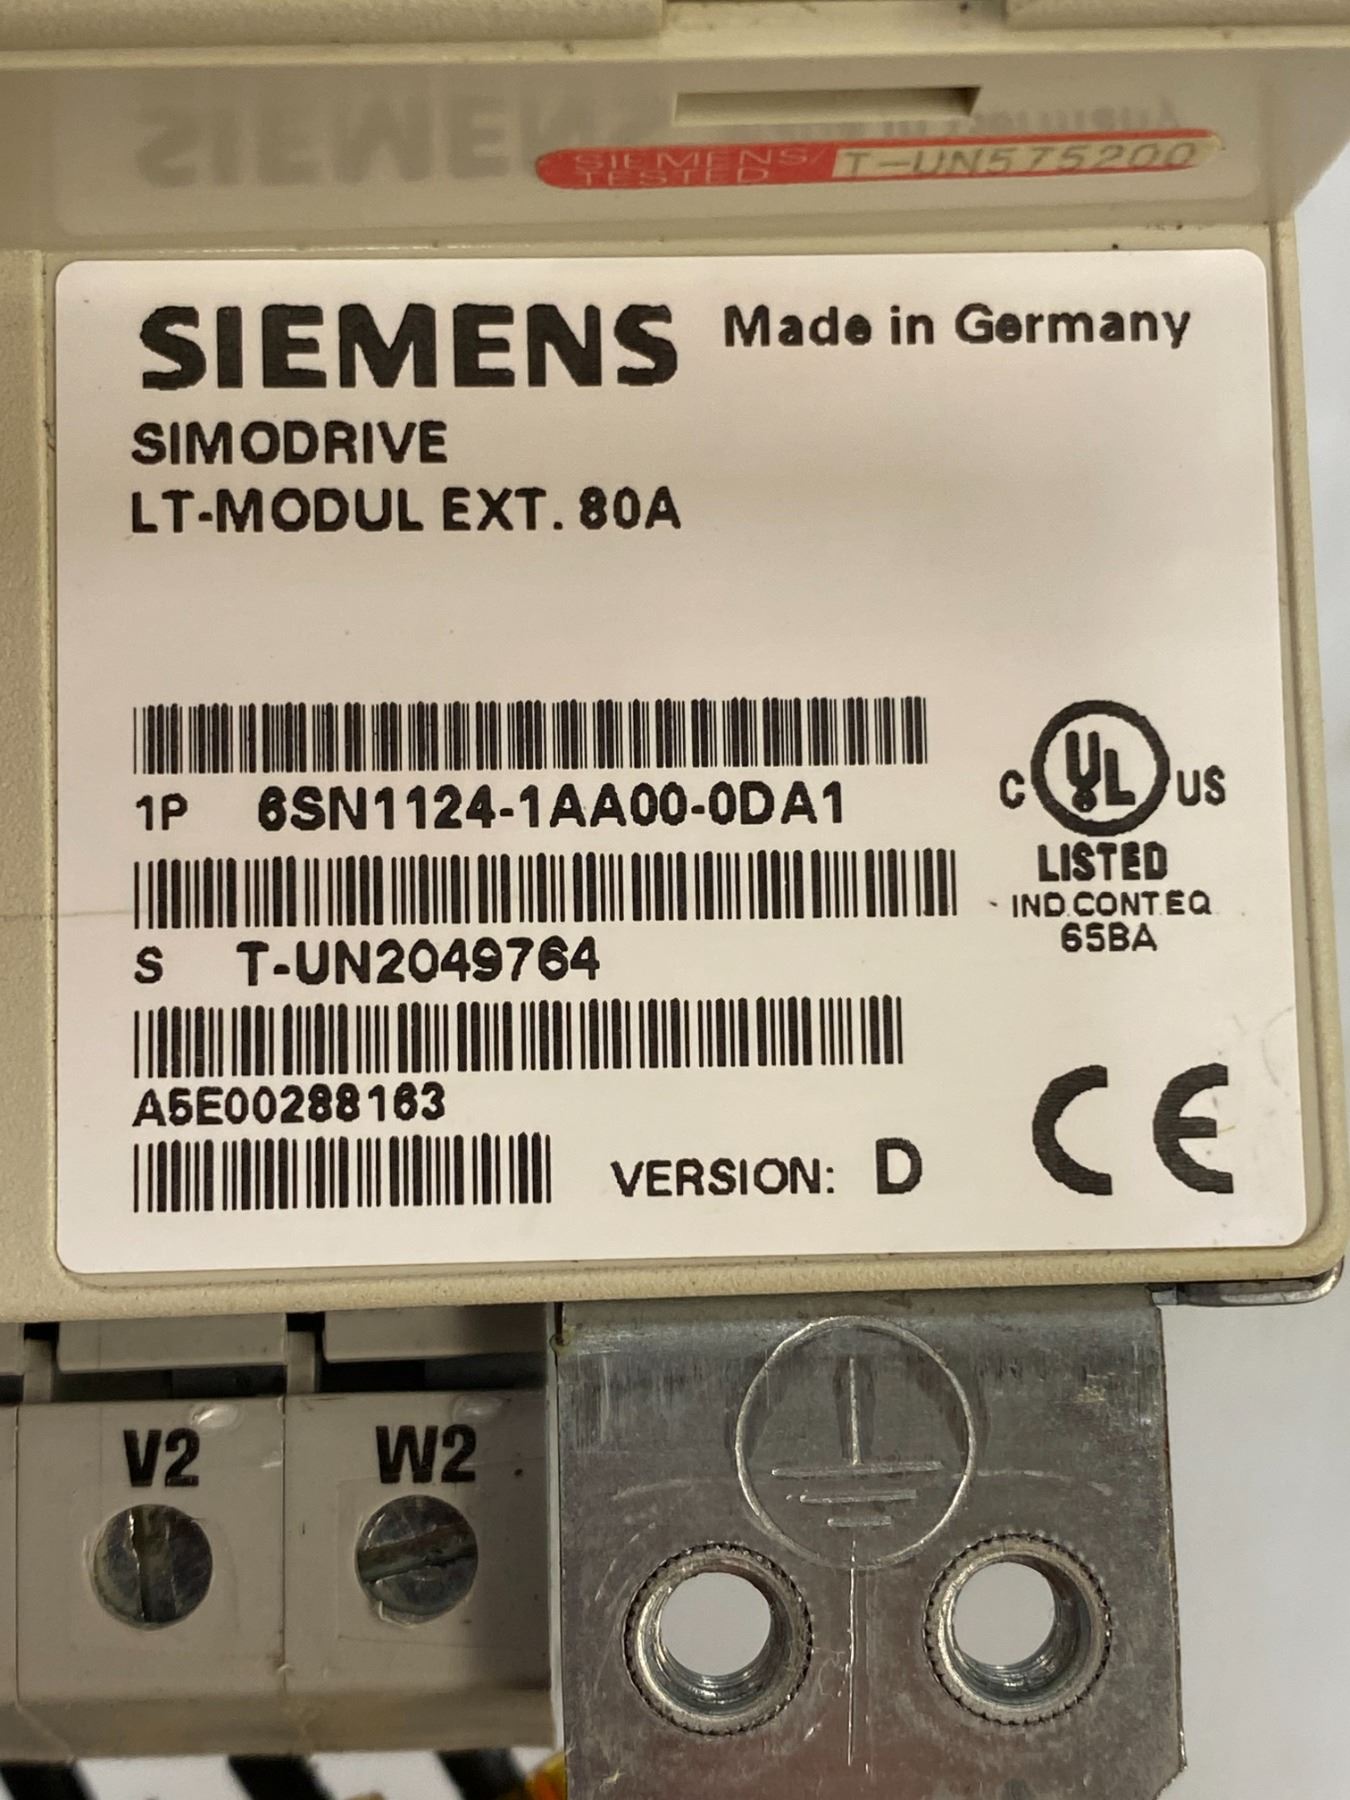 SIEMENS/
TESTED
T-UN575200
SIEMENS Made in Germany
SIMODRIVE
LT-MODUL EXT. 80A
1P 6SN1124-1AA00-0DA1
S T-UN2049764
A5E00288163
VERSION: D
C UL US
LISTED
IND.CONT.EQ
65BA
CE
V2
W2